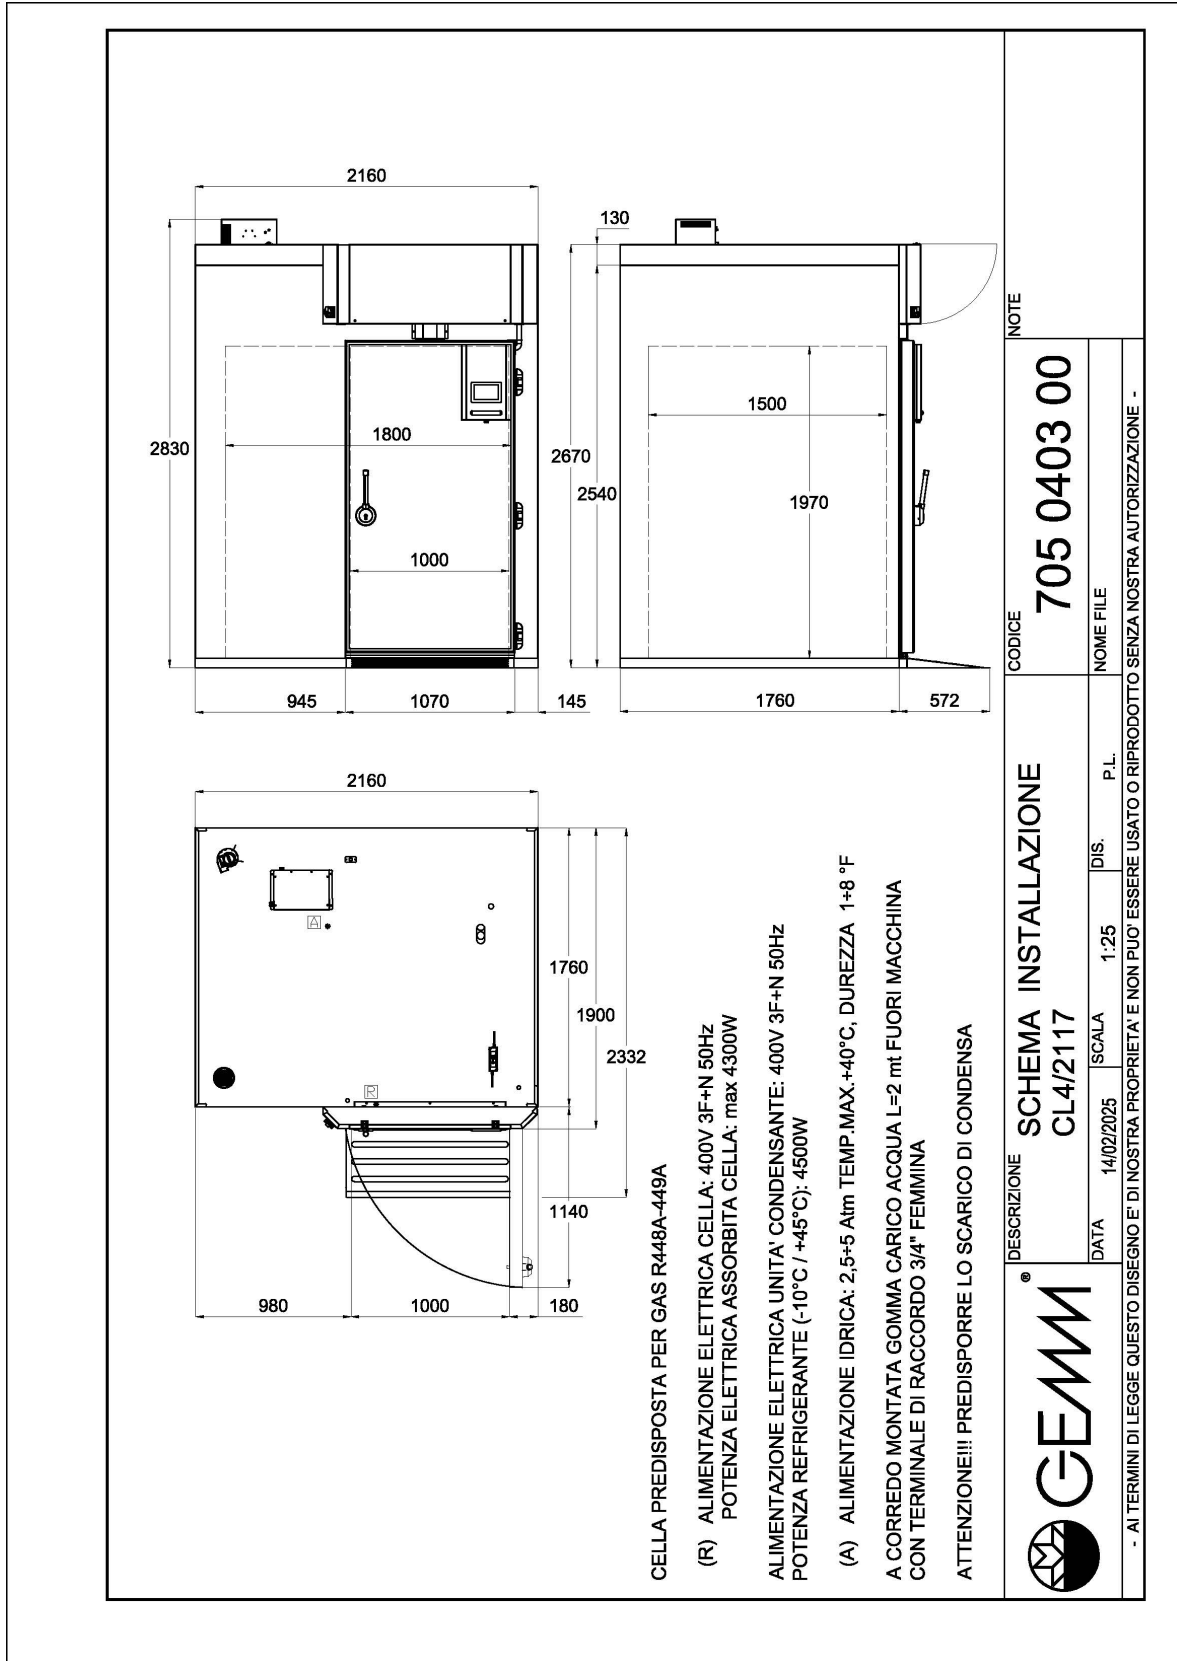 2160
130
2830
1800
1000
2670
2540
1500
1970
945
1070
145
1760
572
2160
A
R
1760
1900
2332
1140
980
1000
180
CELLA PREDISPOSTA PER GAS R448A-449A
(R) ALIMENTAZIONE ELETTRICA CELLA: 400V 3F+N 50Hz
POTENZA ELETTRICA ASSORBITA CELLA: max 4300W
ALIMENTAZIONE ELETTRICA UNITA' CONDENSANTE: 400V 3F+N 50Hz
POTENZA REFRIGERANTE (-10°C / +45°C): 4500W
(A) ALIMENTAZIONE IDRICA: 2,5÷5 Atm TEMP.MAX.+40°C, DUREZZA 1÷8 °F
A CORREDO MONTATA GOMMA CARICO ACQUA L=2 mt FUORI MACCHINA
CON TERMINALE DI RACCORDO 3/4" FEMMINA
ATTENZIONE!!! PREDISPORRE LO SCARICO DI CONDENSA
GEMM ®
DESCRIZIONE
SCHEMA INSTALLAZIONE
CL4/2117
CODICE
705 0403 00
NOTE
DATA
14/02/2025
SCALA
1:25
DIS.
P.L.
NOME FILE
- AI TERMINI DI LEGGE QUESTO DISEGNO E' DI NOSTRA PROPRIETA' E NON PUO' ESSERE USATO O RIPRODOTTO SENZA NOSTRA AUTORIZZAZIONE -